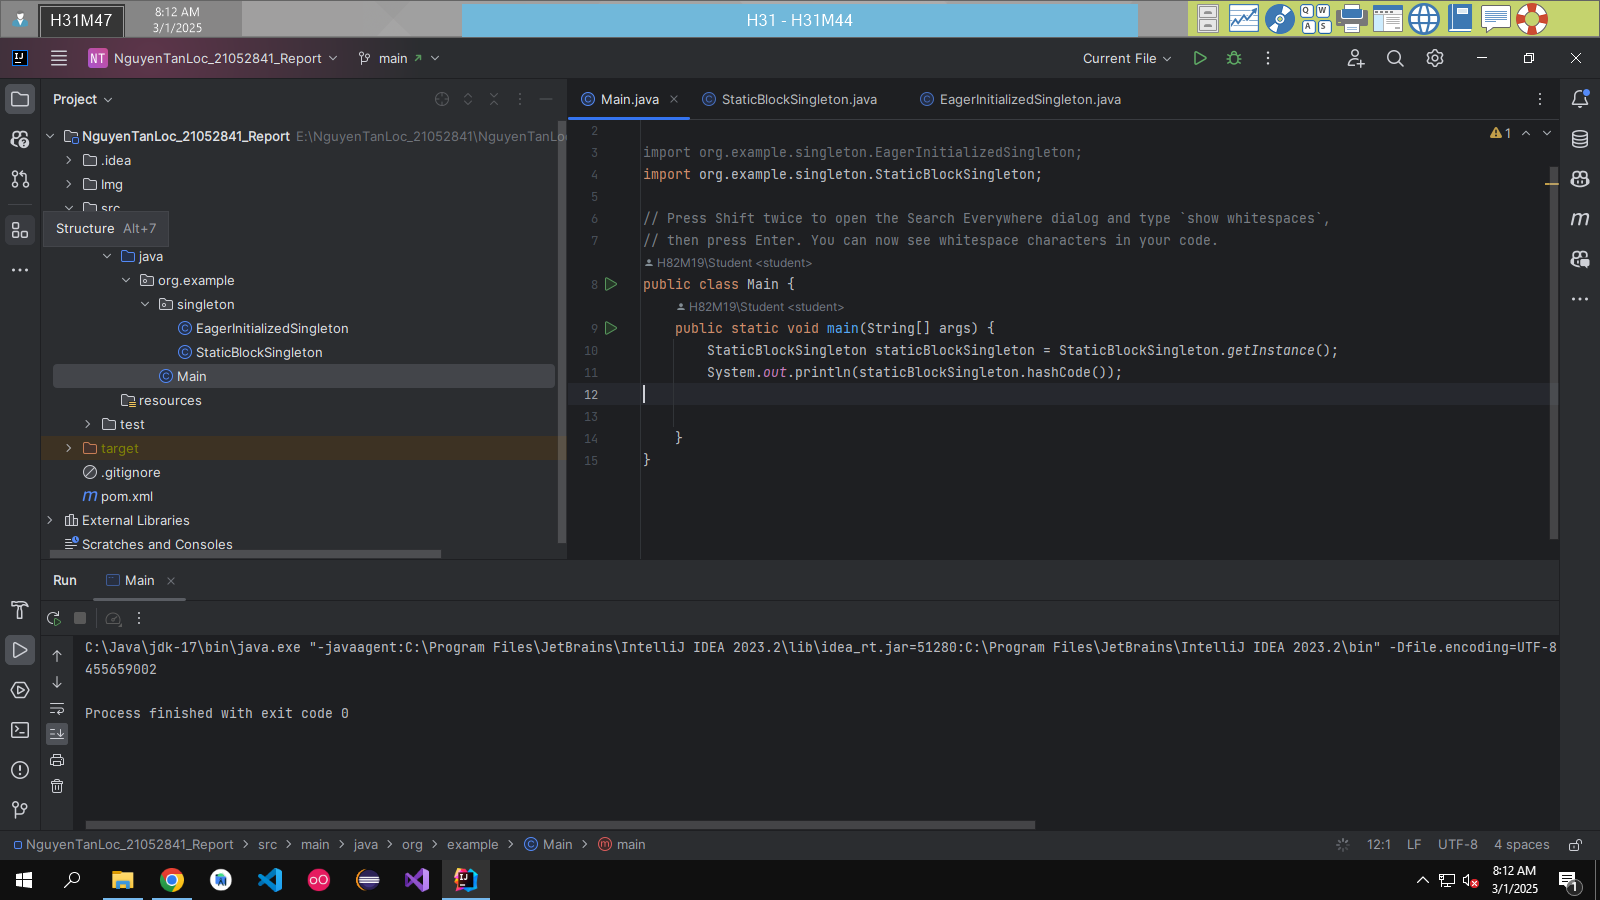 H31M47
8:12 AM
3/1/2025
H31 - H31M44
Q W
A S
NT NguyenTanLoc_21052841_Report
main
Current File
Project
Main.java
StaticBlockSingleton.java
EagerInitializedSingleton.java
NguyenTanLoc_21052841_Report E:\NguyenTanLoc_21052841\NguyenTanLo
.idea
Img
src
Structure Alt+7
java
org.example
singleton
EagerInitializedSingleton
StaticBlockSingleton
Main
resources
test
target
.gitignore
pom.xml
External Libraries
Scratches and Consoles
1
2
3 import org.example.singleton.EagerInitializedSingleton;
4 import org.example.singleton.StaticBlockSingleton;
5
6 // Press Shift twice to open the Search Everywhere dialog and type `show whitespaces`,
7 // then press Enter. You can now see whitespace characters in your code.
H82M19\Student <student>
8 public class Main {
H82M19\Student <student>
9 public static void main(String[] args) {
10 StaticBlockSingleton staticBlockSingleton = StaticBlockSingleton.getInstance();
11 System.out.println(staticBlockSingleton.hashCode());
12
13
14 }
15 }
Run
Main
C:\Java\jdk-17\bin\java.exe "-javaagent:C:\Program Files\JetBrains\IntelliJ IDEA 2023.2\lib\idea_rt.jar=51280:C:\Program Files\JetBrains\IntelliJ IDEA 2023.2\bin" -Dfile.encoding=UTF-8
455659002
Process finished with exit code 0
NguyenTanLoc_21052841_Report > src > main > java > org > example > Main > main
12:1 LF UTF-8 4 spaces
8:12 AM
3/1/2025
1